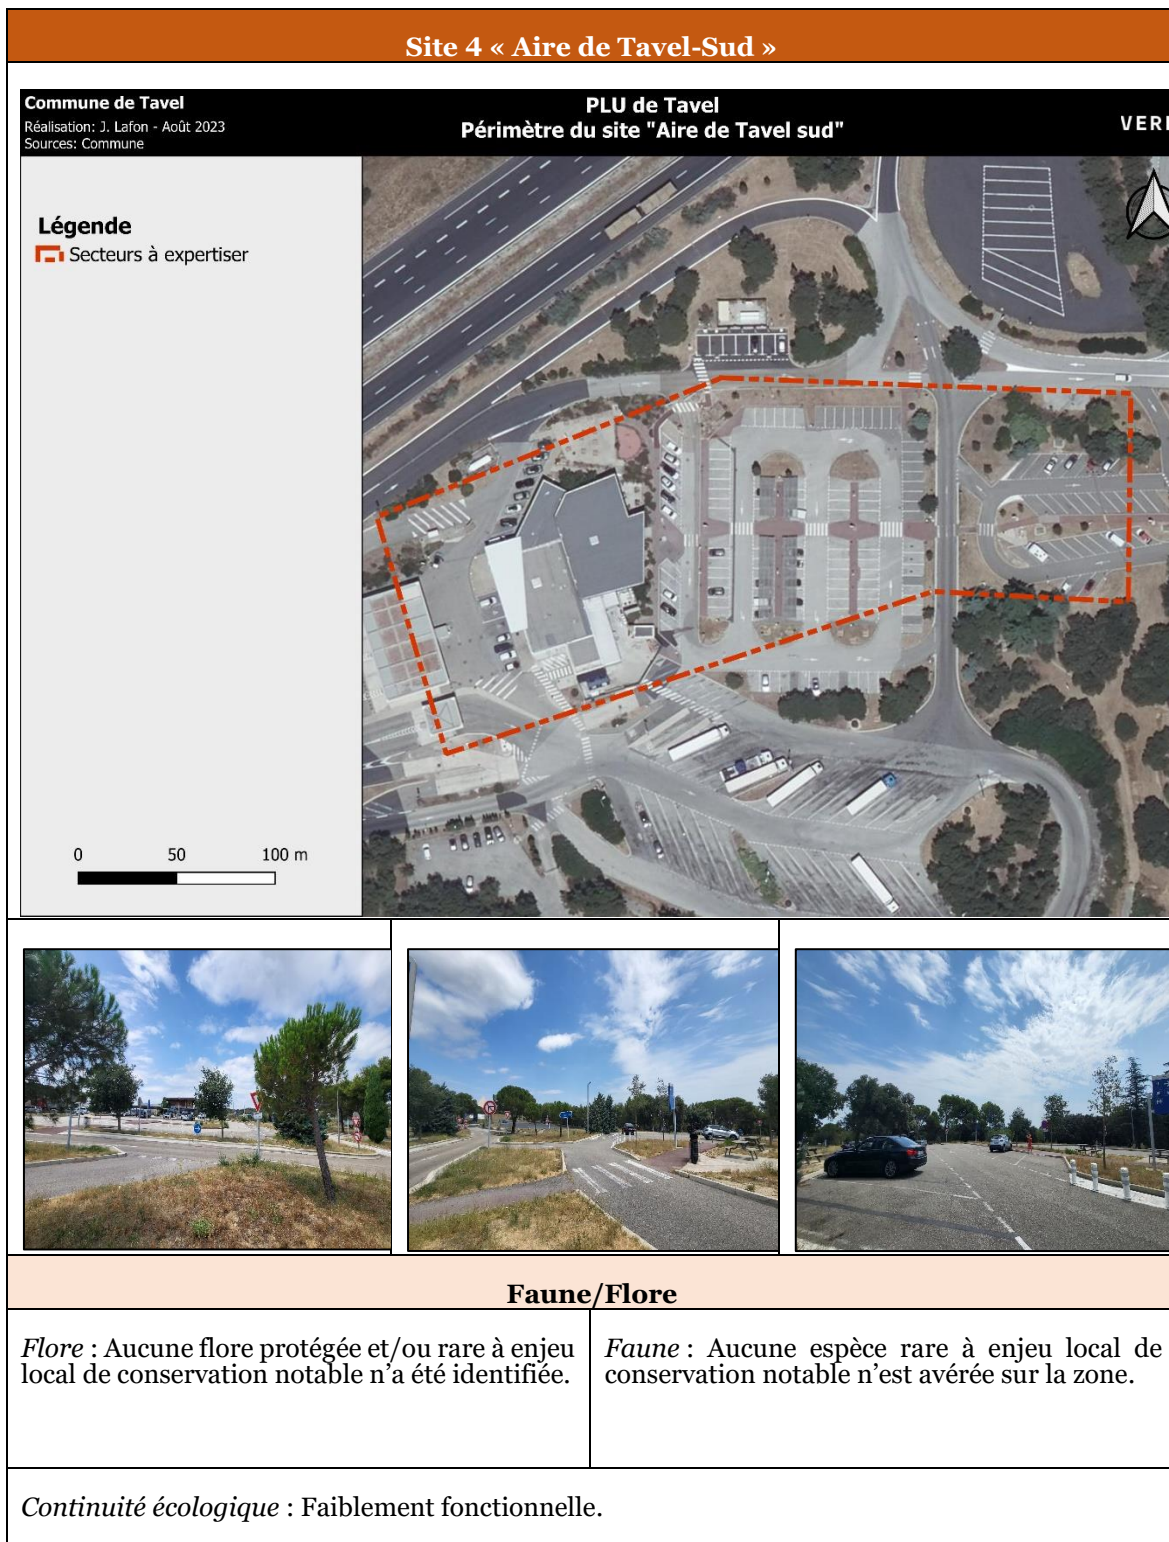 Site 4 « Aire de Tavel-Sud »
Commune de Tavel
Réalisation: J. Lafon - Août 2023
Sources: Commune
PLU de Tavel
Périmètre du site "Aire de Tavel sud"
VERI
Légende
Secteurs à expertiser
0 50 100 m
Faune/Flore
Flore : Aucune flore protégée et/ou rare à enjeu
local de conservation notable n’a été identifiée.
Faune : Aucune espèce rare à enjeu local de
conservation notable n’est avérée sur la zone.
Continuité écologique : Faiblement fonctionnelle.